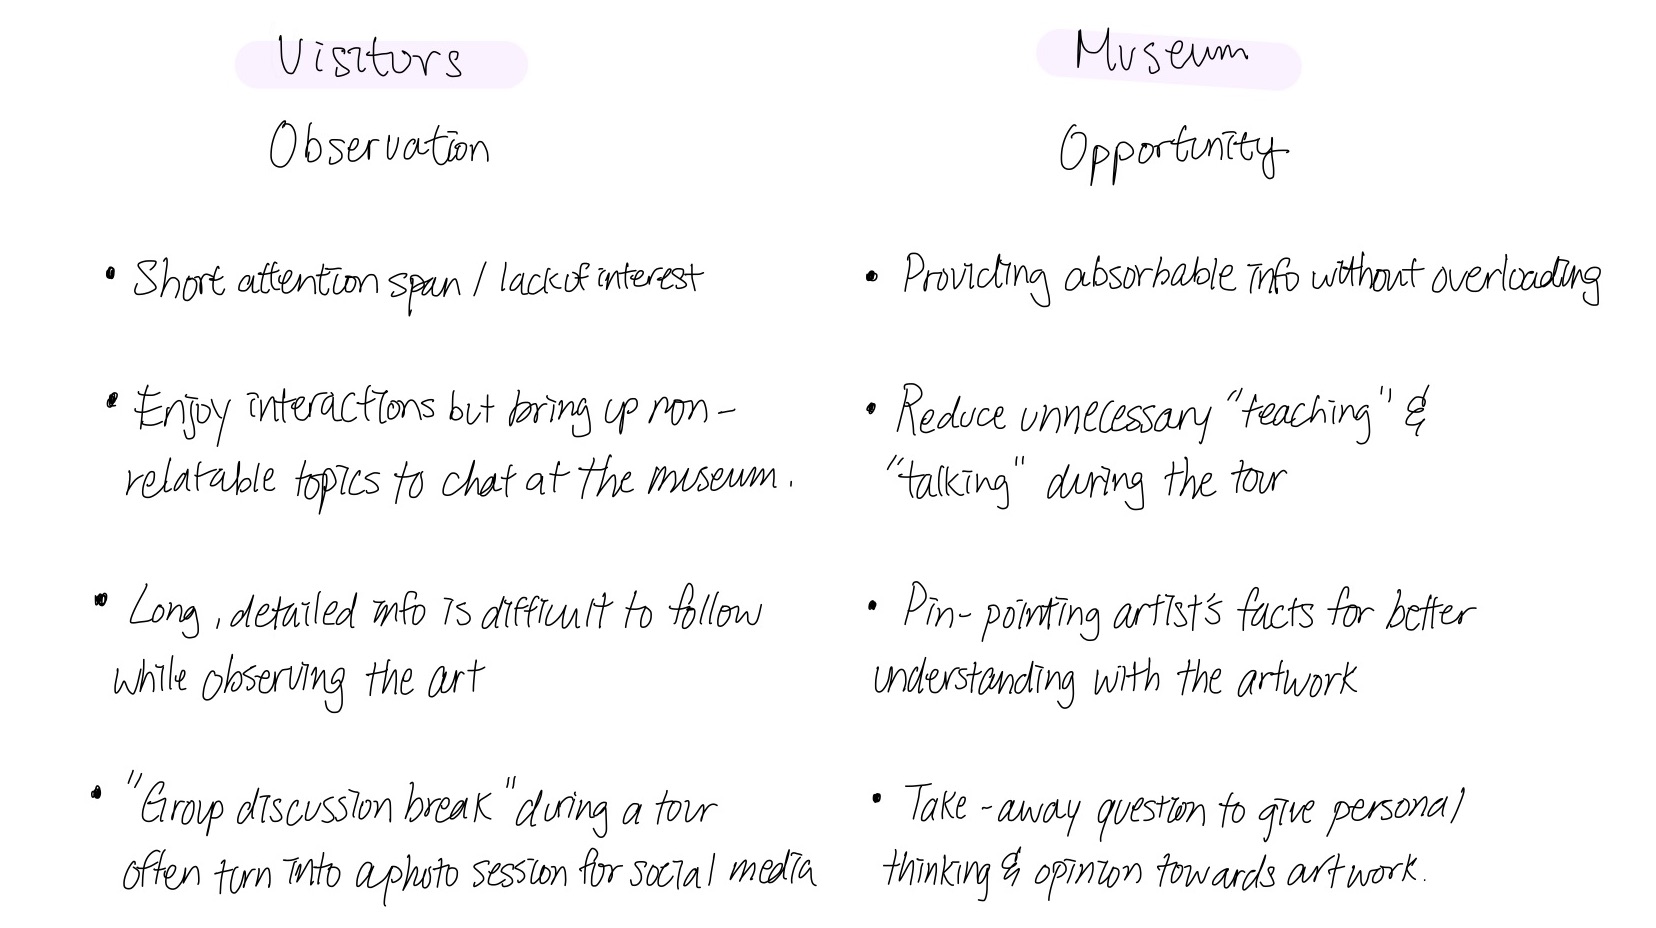 Visitors
Observation
• Short attention span / lack of interest
• Enjoy interactions but bring up non-
relatable topics to chat at the museum.
• Long, detailed info is difficult to follow
while observing the art
• "Group discussion break" during a tour
often turn into a photo session for social media
Museum
Opportunity
• Providing absorbable info without overloading
• Reduce unnecessary "teaching" &
"talking" during the tour
• Pin-pointing artist's facts for better
understanding with the artwork
• Take-away question to give personal
thinking & opinion towards artwork.